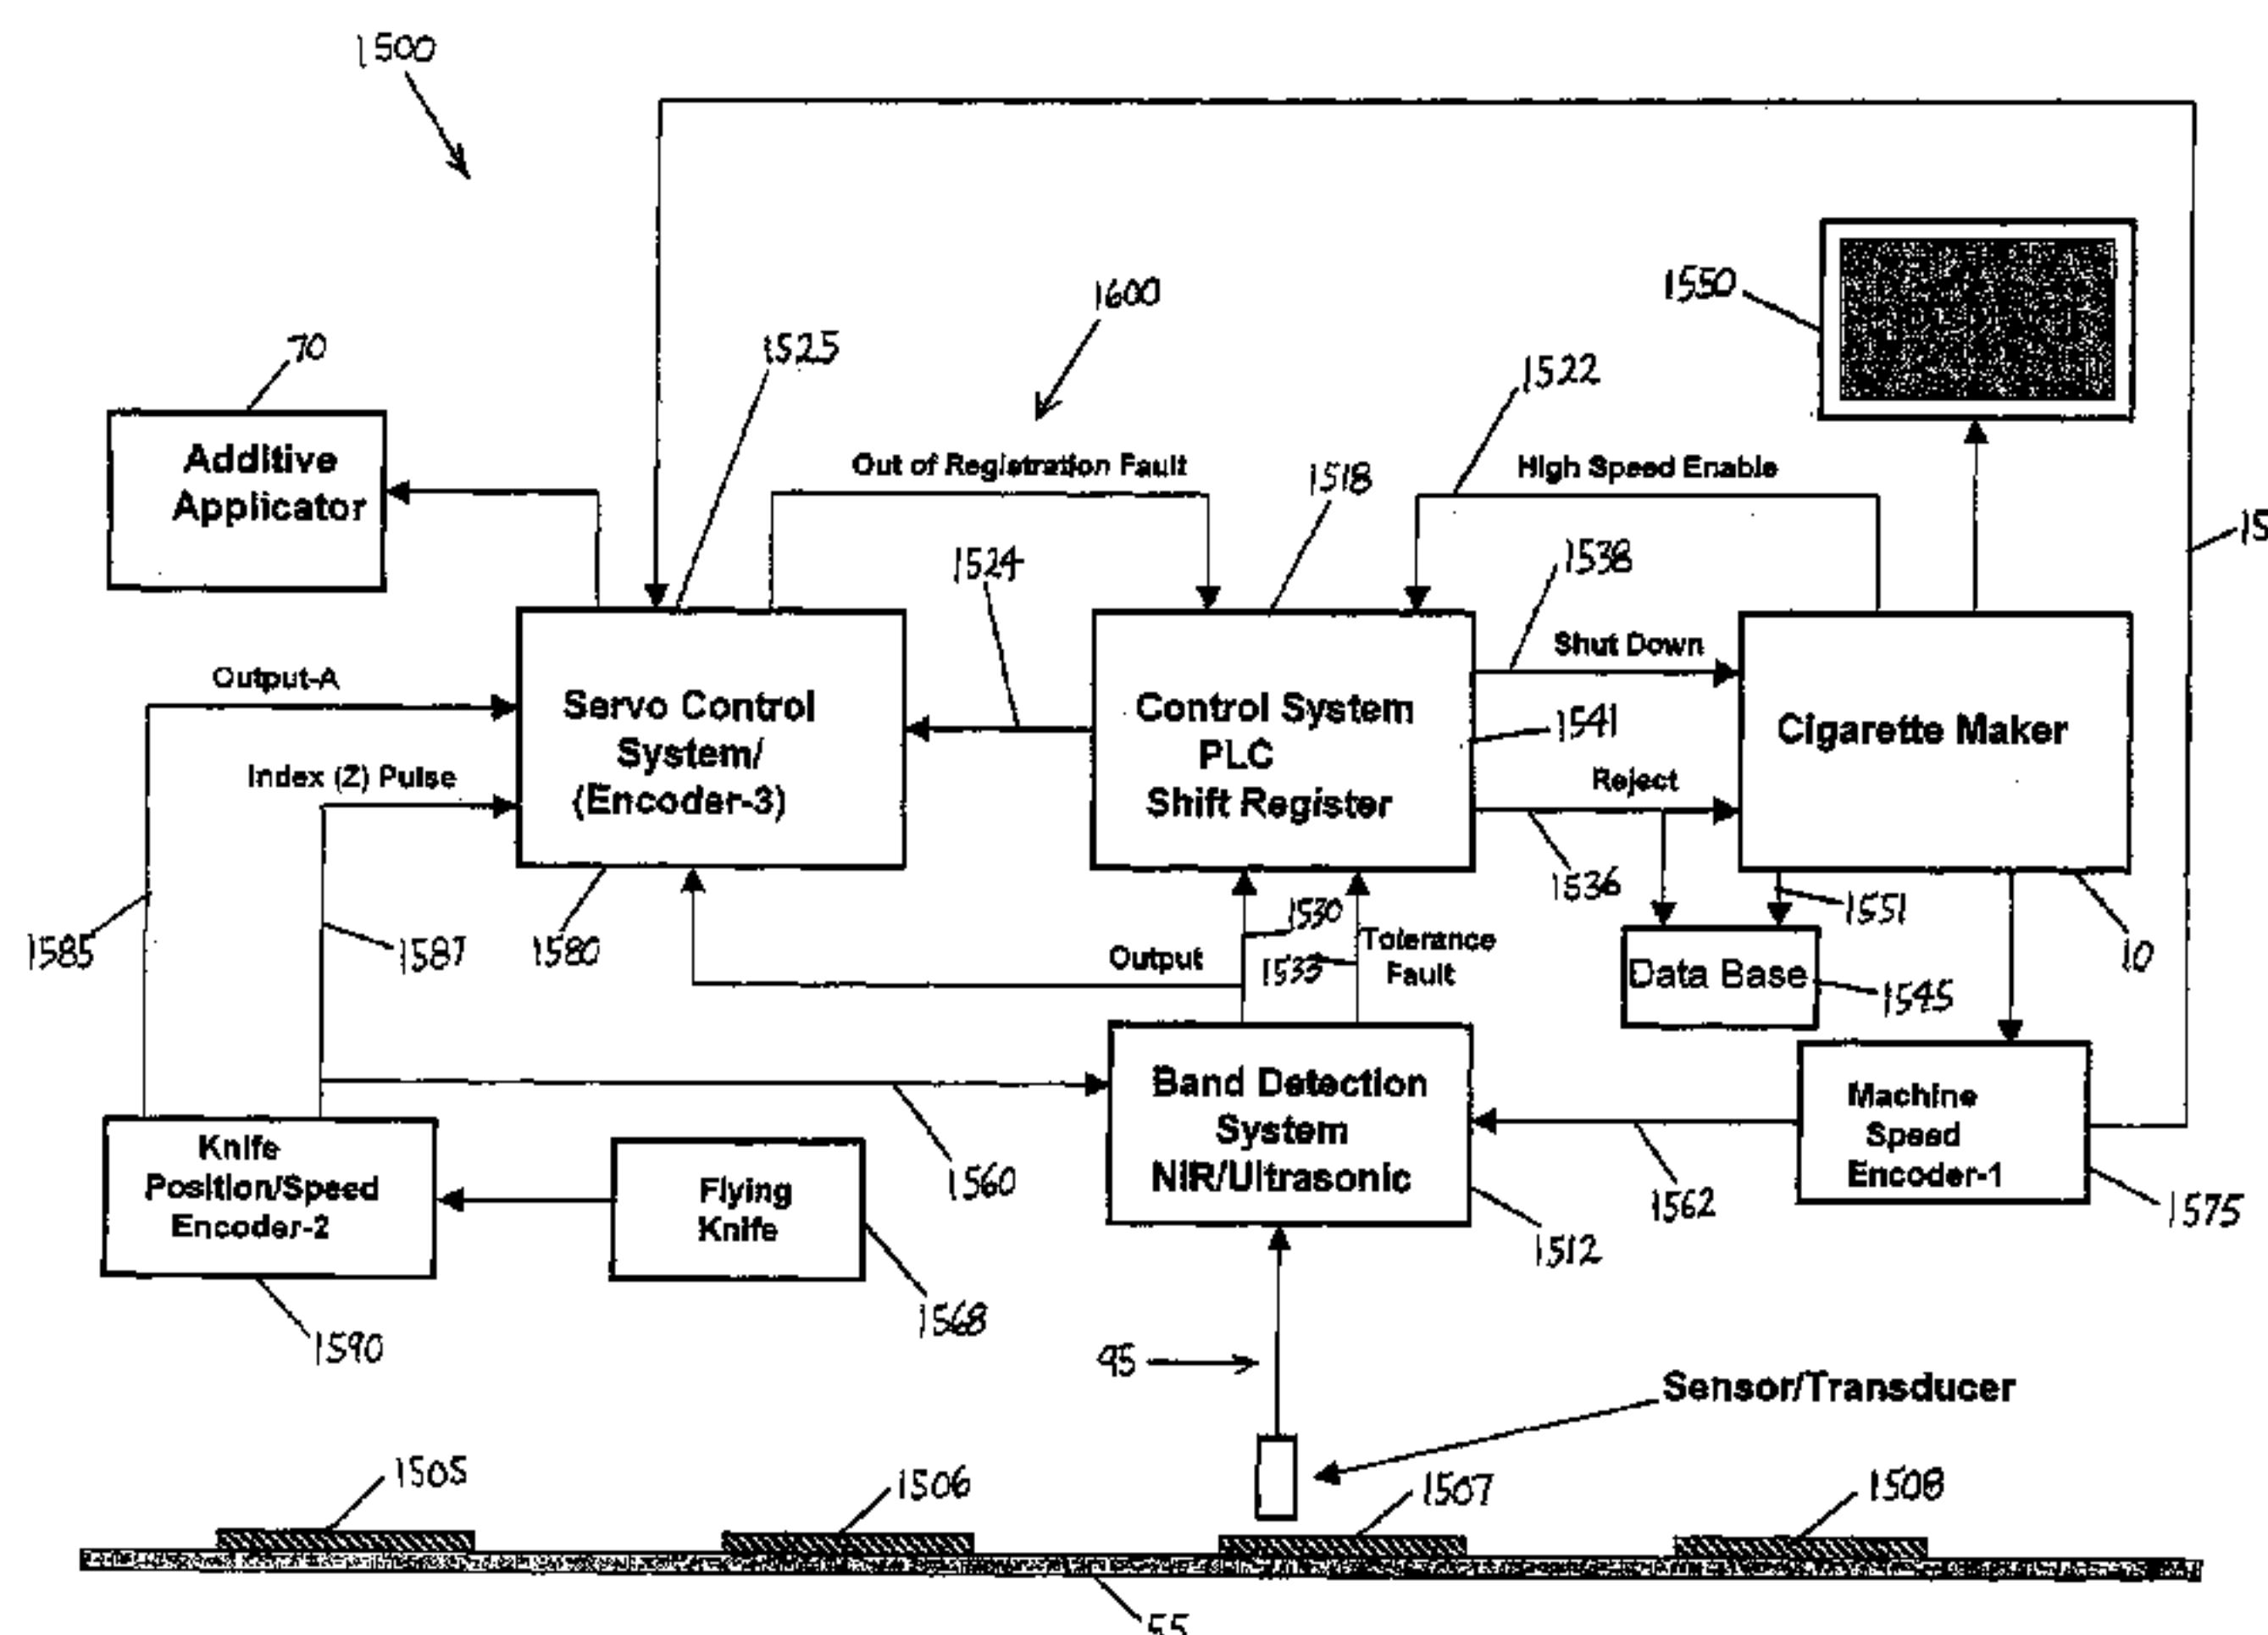 1500
1600
1550
70
1525
1522
Additive
Applicator
Out of Registration Fault
1518
High Speed Enable
15
1524
1538
Output-A
Servo Control
System/
(Encoder-3)
Control System
PLC
Shift Register
Shut Down
1541
Cigarette Maker
Index (Z) Pulse
Reject
1585
1587
1580
1530
1536
1551
10
Output
1533
Tolerance
Fault
Data Base
1545
Knife
Position/Speed
Encoder-2
Flying
Knife
1560
Band Detection
System
NIR/Ultrasonic
1562
Machine
Speed
Encoder-1
1575
1512
1590
1568
95
Sensor/Transducer
1505
1506
1507
1508
55